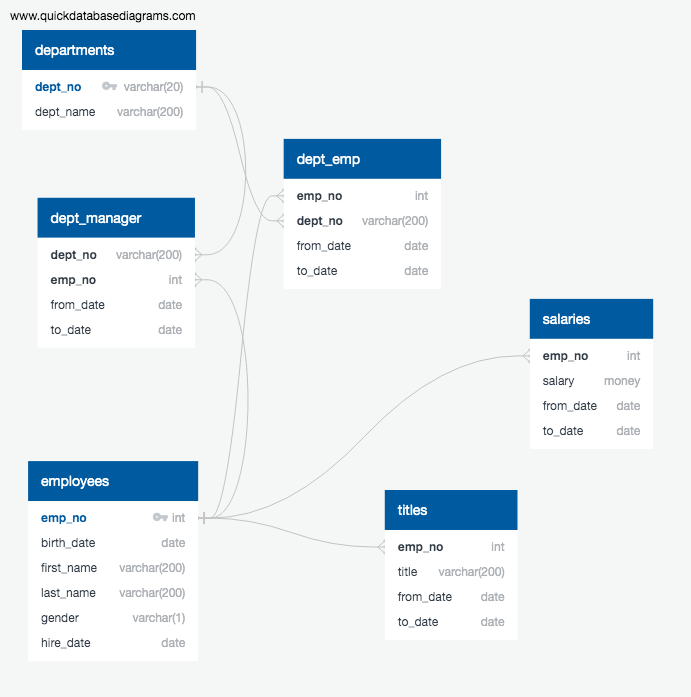 www.quickdatabasediagrams.com
departments
dept_no varchar(20)
dept_name varchar(200)
dept_emp
emp_no int
dept_no varchar(200)
from_date date
to_date date
dept_manager
dept_no varchar(200)
emp_no int
from_date date
to_date date
salaries
emp_no int
salary money
from_date date
to_date date
employees
emp_no int
birth_date date
first_name varchar(200)
last_name varchar(200)
gender varchar(1)
hire_date date
titles
emp_no int
title varchar(200)
from_date date
to_date date